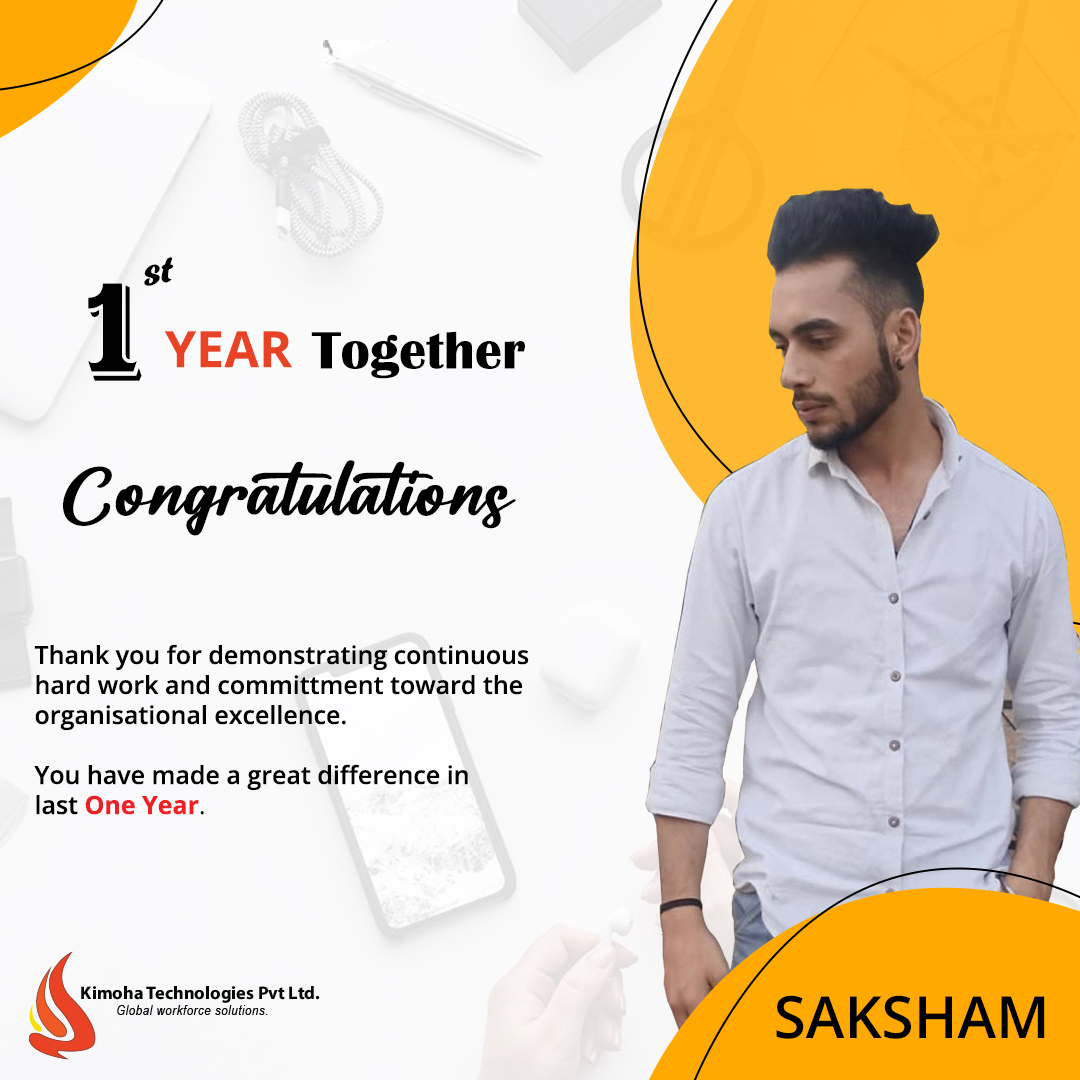 1st YEAR Together
Congratulations
Thank you for demonstrating continuous
hard work and committment toward the
organisational excellence.
You have made a great difference in
last One Year.
Kimoha Technologies Pvt Ltd.
Global workforce solutions.
SAKSHAM